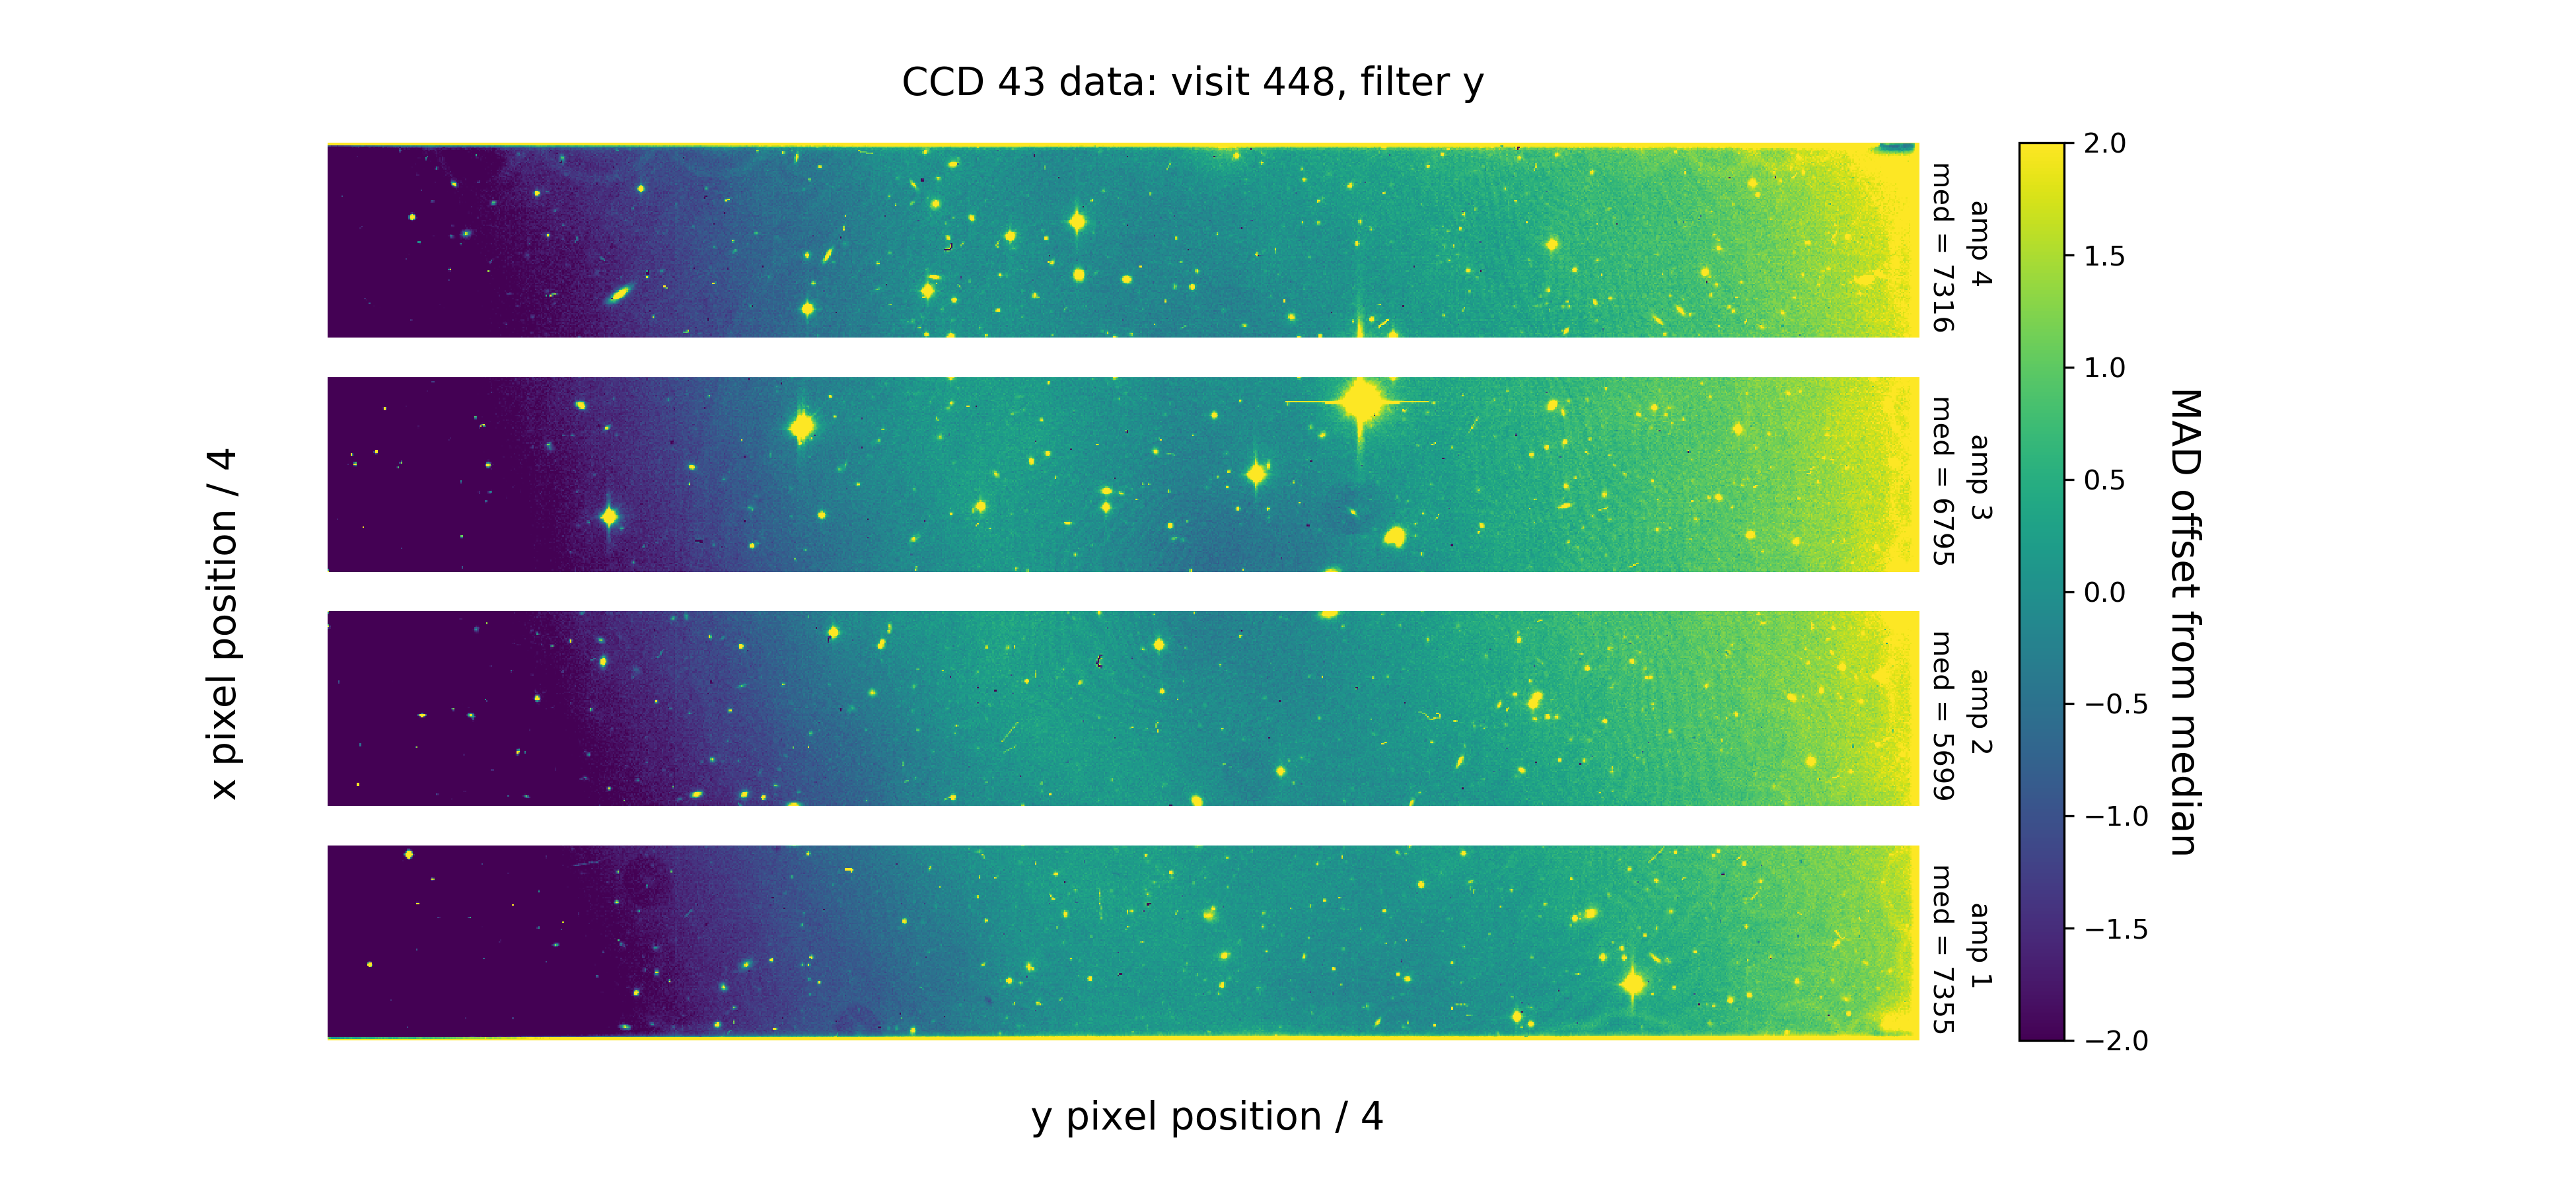 CCD 43 data: visit 448, filter y
x pixel position / 4
amp 4
med = 7316
amp 3
med = 6795
amp 2
med = 5699
amp 1
med = 7355
y pixel position / 4
2.0
1.5
1.0
0.5
0.0
−0.5
−1.0
−1.5
−2.0
MAD offset from median